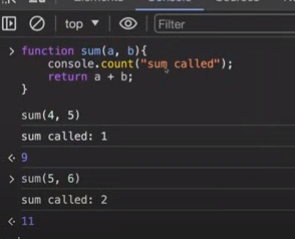 top
Filter
function sum(a, b){
console.count("sum called");
return a + b;
}
sum(4, 5)
sum called: 1
9
sum(5, 6)
sum called: 2
11